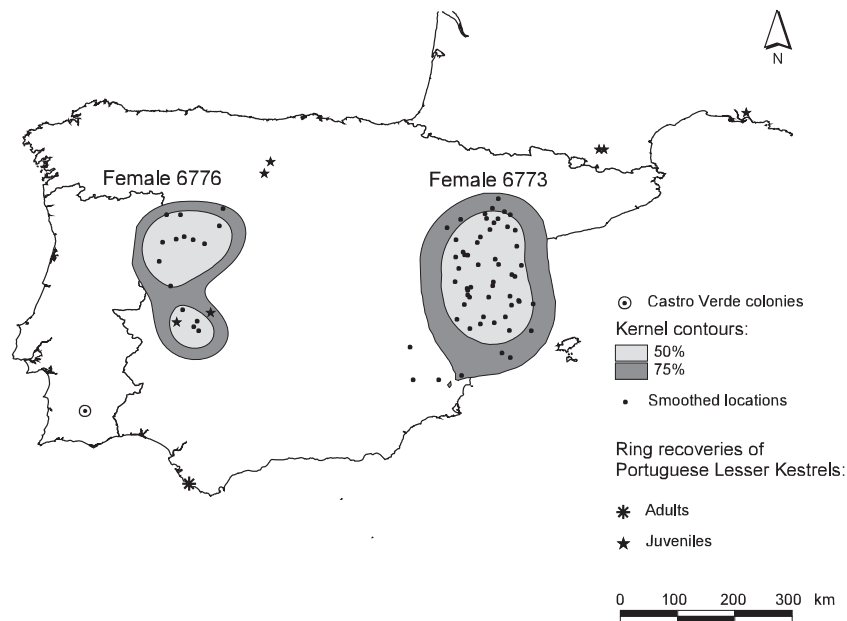 N
Female 6776
Female 6773
Castro Verde colonies
Kernel contours:
50%
75%
Smoothed locations
Ring recoveries of
Portuguese Lesser Kestrels:
Adults
Juveniles
0 100 200 300 km